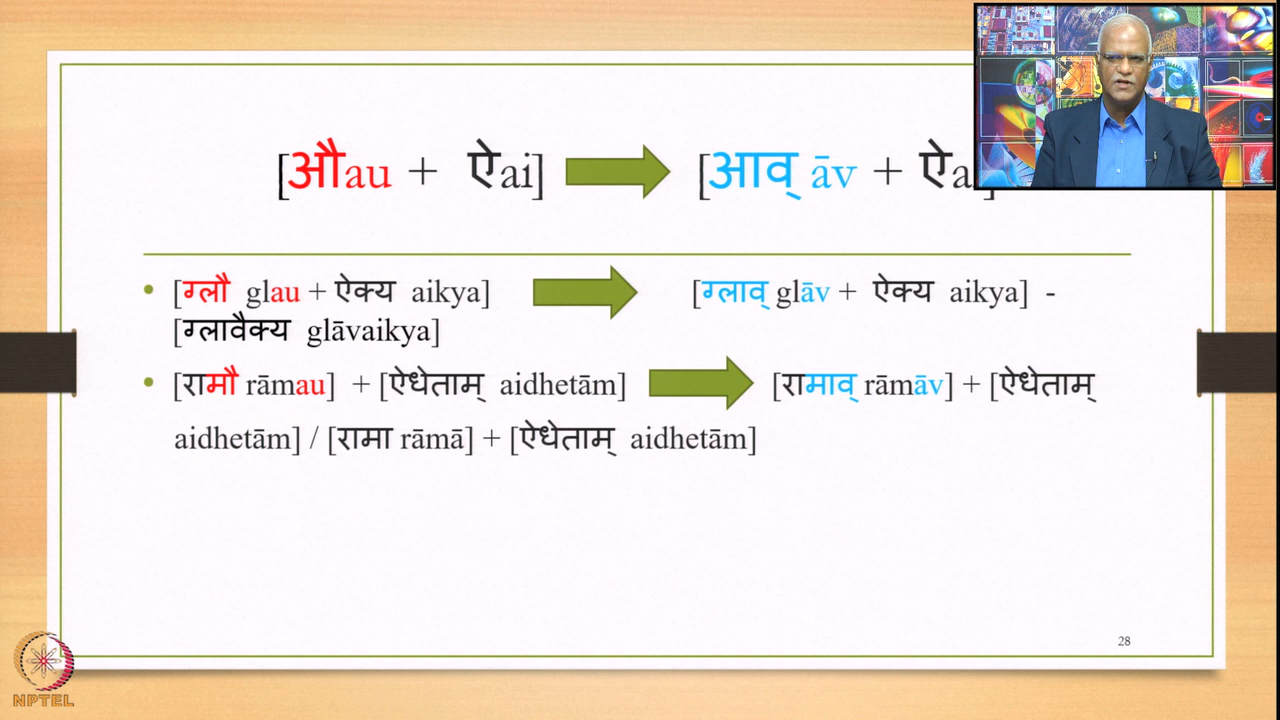 [औau + ऐai] [आव् āv + ऐa
• [ग्लौ glau + ऐक्य aikya] [ग्लाव् glāv + ऐक्य aikya] -
[ग्लावैक्य glāvaikya]
• [रामौ rāmau] + [ऐधेताम् aidhetām] [रामाव् rāmāv] + [ऐधेताम्
aidhetām] / [रामा rāmā] + [ऐधेताम् aidhetām]
28
NPTEL